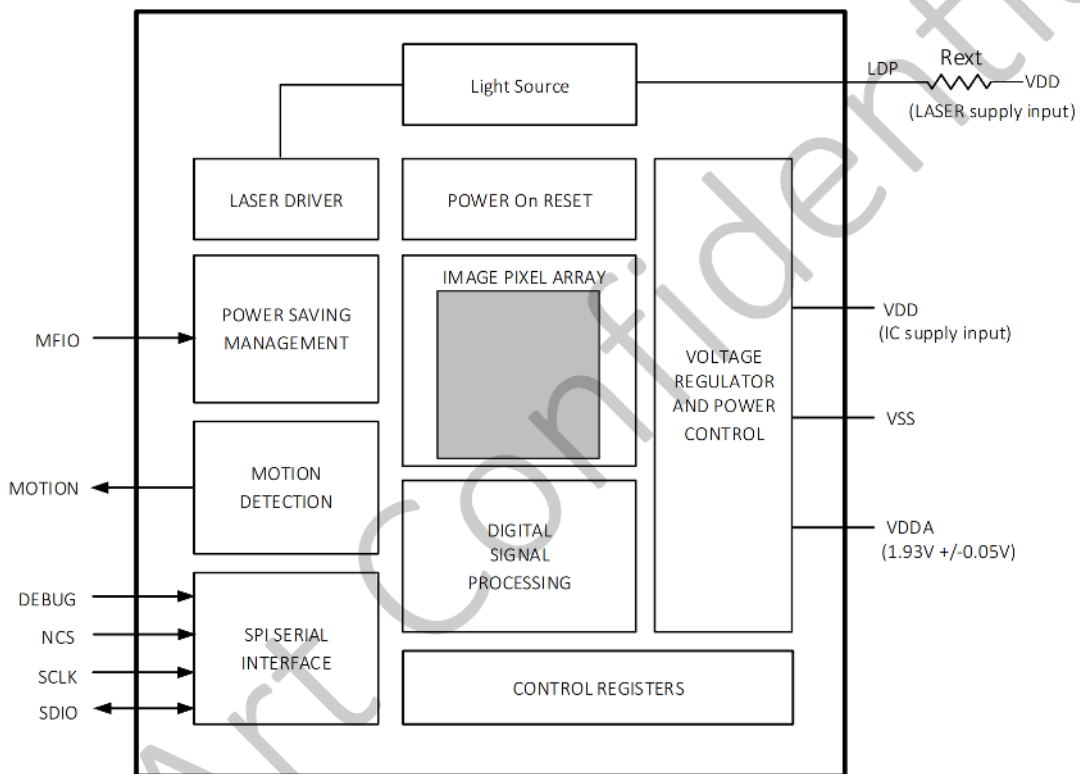 Light Source
LDP
Rext
VDD
(LASER supply input)
LASER DRIVER
POWER On RESET
IMAGE PIXEL ARRAY
MFIO
POWER SAVING
MANAGEMENT
VOLTAGE
REGULATOR
AND POWER
CONTROL
VDD
(IC supply input)
VSS
MOTION
MOTION
DETECTION
DIGITAL
SIGNAL
PROCESSING
VDDA
(1.93V +/-0.05V)
DEBUG
NCS
SCLK
SDIO
SPI SERIAL
INTERFACE
CONTROL REGISTERS
Art Confidenti